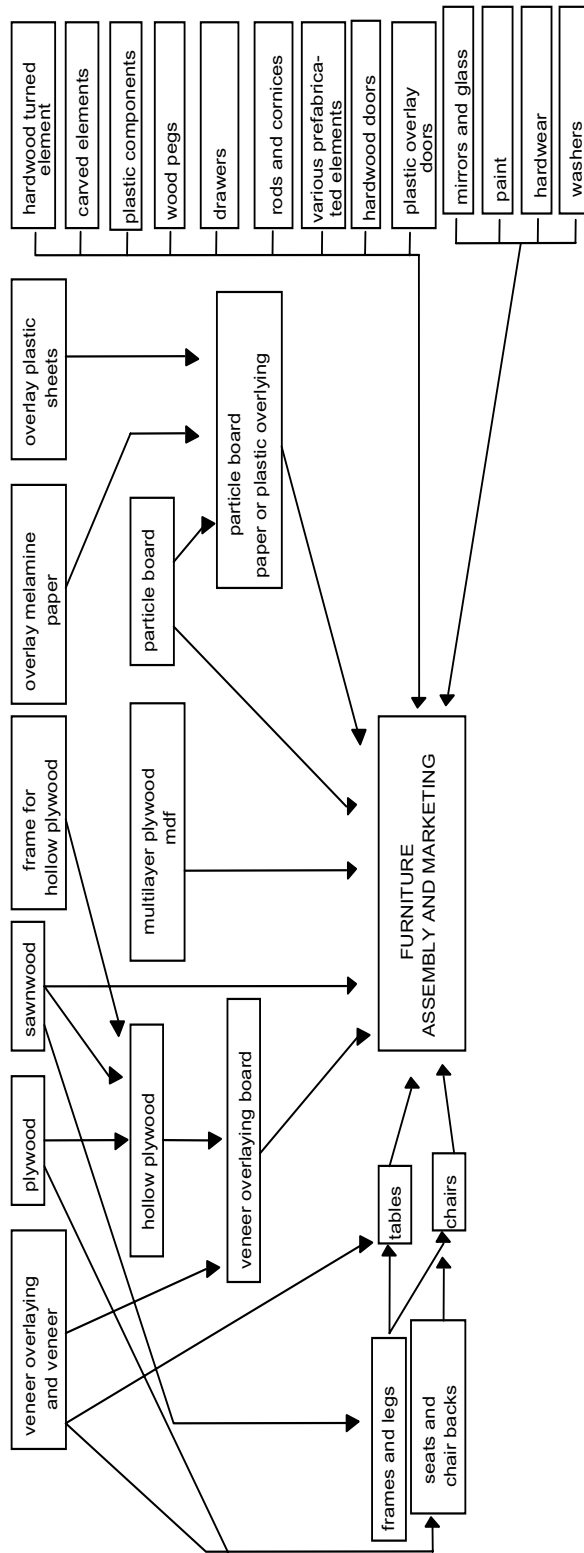 veneer overlaying
and veneer
plywood
sawnwood
frame for
hollow plywood
overlay melamine
paper
overlay plastic
sheets
hardwood turned
element
carved elements
plastic components
wood pegs
drawers
rods and cornices
various prefabrica-
ted elements
hardwood doors
plastic overlay
doors
mirrors and glass
paint
hardwear
washers
hollow plywood
multilayer plywood
mdf
particle board
veneer overlaying board
particle board
paper or plastic overlying
tables
chairs
frames and legs
seats and
chair backs
FURNITURE
ASSEMBLY AND MARKETING